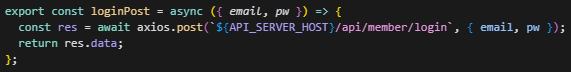 export const loginPost = async ({ email, pw }) => {
  const res = await axios.post(`${API_SERVER_HOST}/api/member/login`, { email, pw });
  return res.data;
};